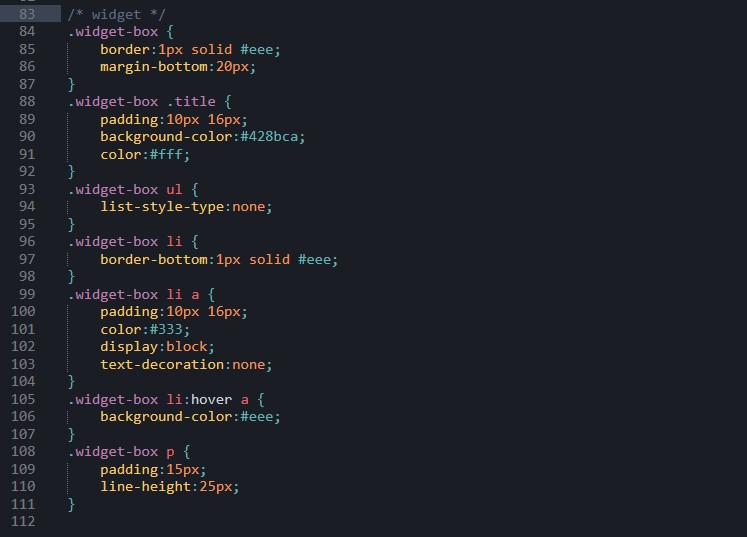 83 /* widget */
84 .widget-box {
85 border:1px solid #eee;
86 margin-bottom:20px;
87 }
88 .widget-box .title {
89 padding:10px 16px;
90 background-color:#428bca;
91 color:#fff;
92 }
93 .widget-box ul {
94 list-style-type:none;
95 }
96 .widget-box li {
97 border-bottom:1px solid #eee;
98 }
99 .widget-box li a {
100 padding:10px 16px;
101 color:#333;
102 display:block;
103 text-decoration:none;
104 }
105 .widget-box li:hover a {
106 background-color:#eee;
107 }
108 .widget-box p {
109 padding:15px;
110 line-height:25px;
111 }
112